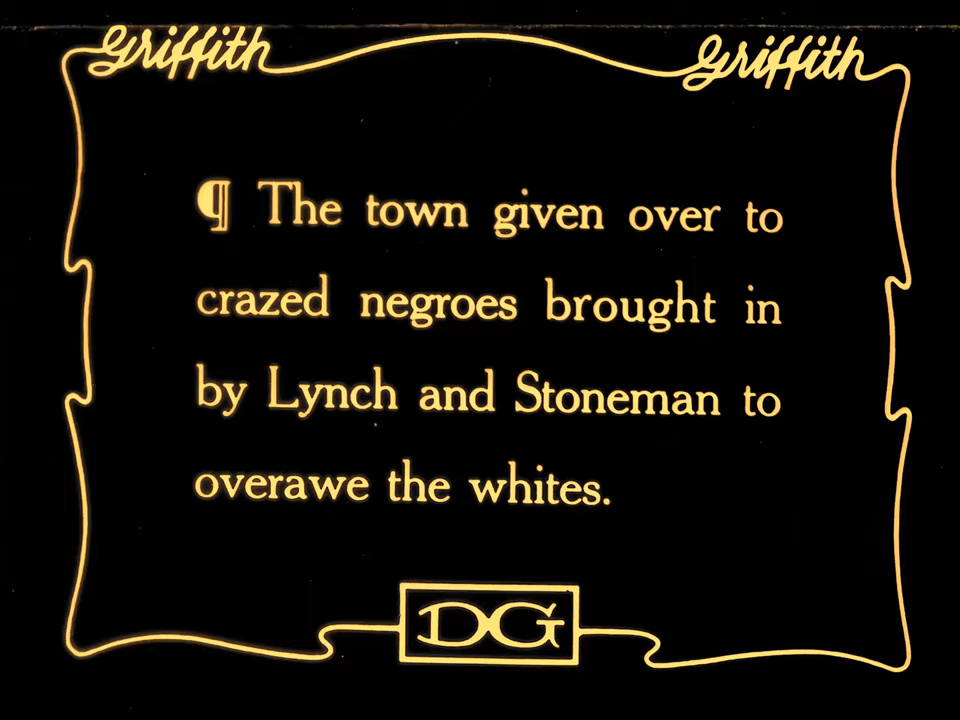 Griffith Griffith
¶ The town given over to
crazed negroes brought in
by Lynch and Stoneman to
overawe the whites.
DG